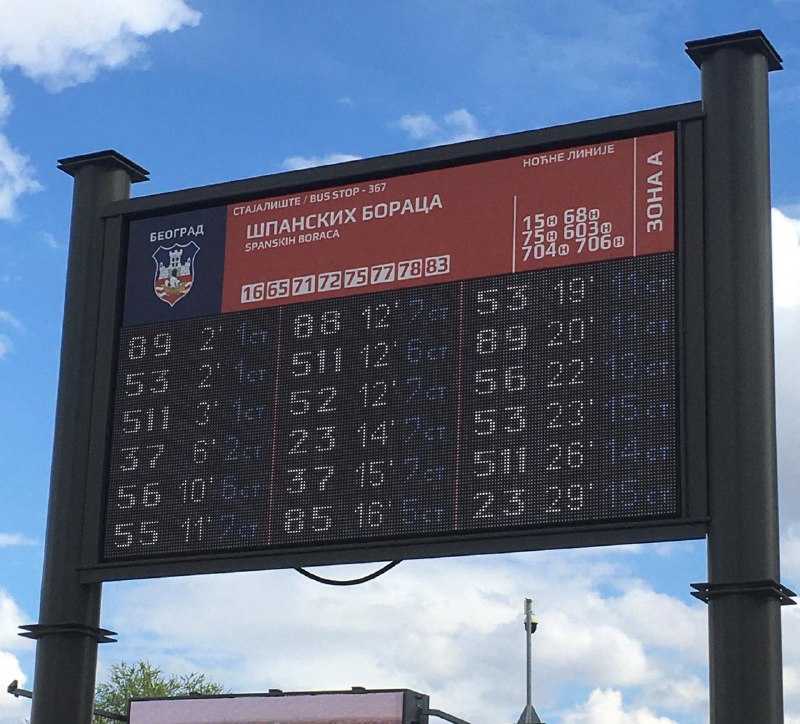 БЕОГРАД
СТАЈАЛИШТЕ / BUS STOP - 367
ШПАНСКИХ БОРАЦА
SPANSKIH BORACA
16 65 71 72 75 77 78 83
НОЋНЕ ЛИНИЈЕ
15н 68н
75н 603н
704н 706н
ЗОНА А
89 2' 1ст
53 2' 1ст
511 3' 1ст
37 6' 2ст
56 10' 6ст
55 11' 7ст
88 12' 7ст
511 12' 6ст
52 12' 7ст
23 14' 7ст
37 15' 7ст
85 16' 5ст
53 19' 11ст
89 20' 11ст
56 22' 13ст
53 23' 15ст
511 26' 14ст
23 29' 15ст